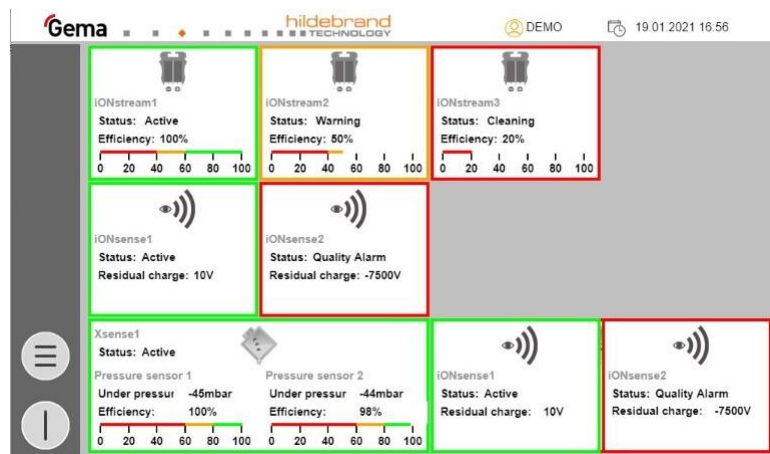 Gema
hildebrand
TECHNOLOGY
DEMO
19.01.2021 16:56
iONstream1
Status: Active
Efficiency: 100%
0 20 40 60 80 100
iONstream2
Status: Warning
Efficiency: 50%
0 20 40 60 80 100
iONstream3
Status: Cleaning
Efficiency: 20%
0 20 40 60 80 100
iONsense1
Status: Active
Residual charge: 10V
iONsense2
Status: Quality Alarm
Residual charge: -7500V
Xsense1
Status: Active
Pressure sensor 1
Under pressur -45mbar
Efficiency: 100%
0 20 40 60 80 100
Pressure sensor 2
Under pressur -44mbar
Efficiency: 98%
0 20 40 60 80 100
iONsense1
Status: Active
Residual charge: 10V
iONsense2
Status: Quality Alarm
Residual charge: -7500V